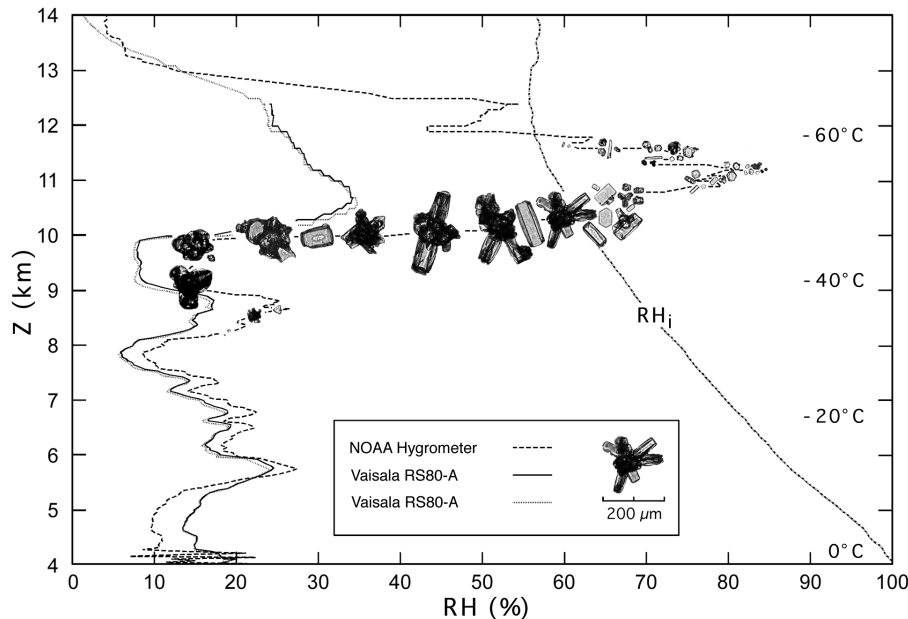 14
13
12
11
10
9
8
7
6
5
4
Z (km)
-60°C
-40°C
-20°C
0°C
RHi
NOAA Hygrometer
Vaisala RS80-A
Vaisala RS80-A
200 µm
0 10 20 30 40 50 60 70 80 90 100
RH (%)